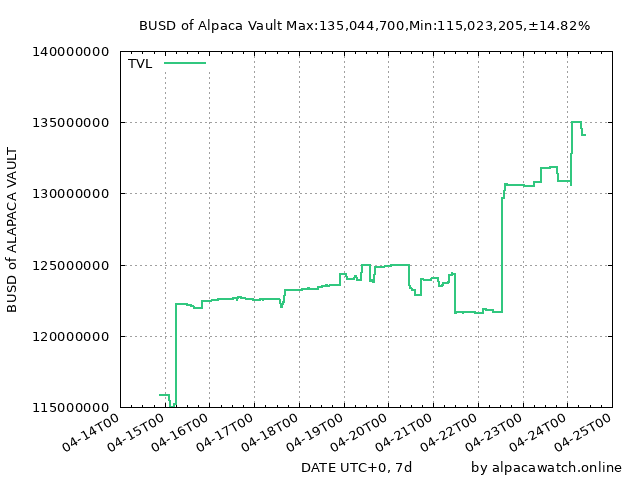 BUSD of Alpaca Vault Max:135,044,700,Min:115,023,205,±14.82%
TVL
140000000
135000000
130000000
125000000
120000000
115000000
BUSD of ALAPACA VAULT
04-14T00
04-15T00
04-16T00
04-17T00
04-18T00
04-19T00
04-20T00
04-21T00
04-22T00
04-23T00
04-24T00
04-25T00
DATE UTC+0, 7d
by alpacawatch.online